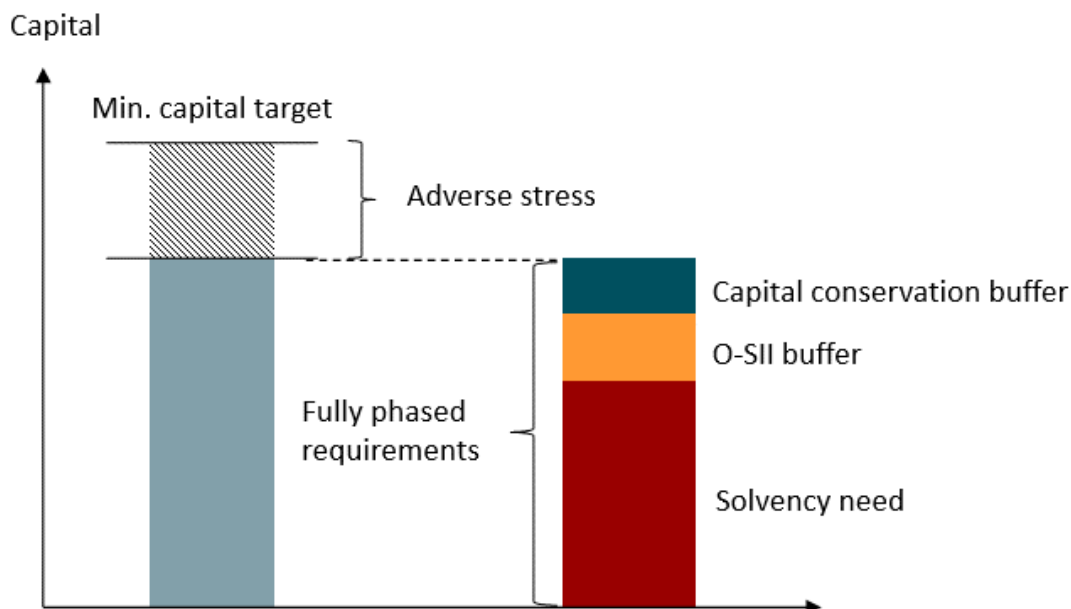 Capital
Min. capital target
Adverse stress
Capital conservation buffer
O-SII buffer
Fully phased
requirements
Solvency need